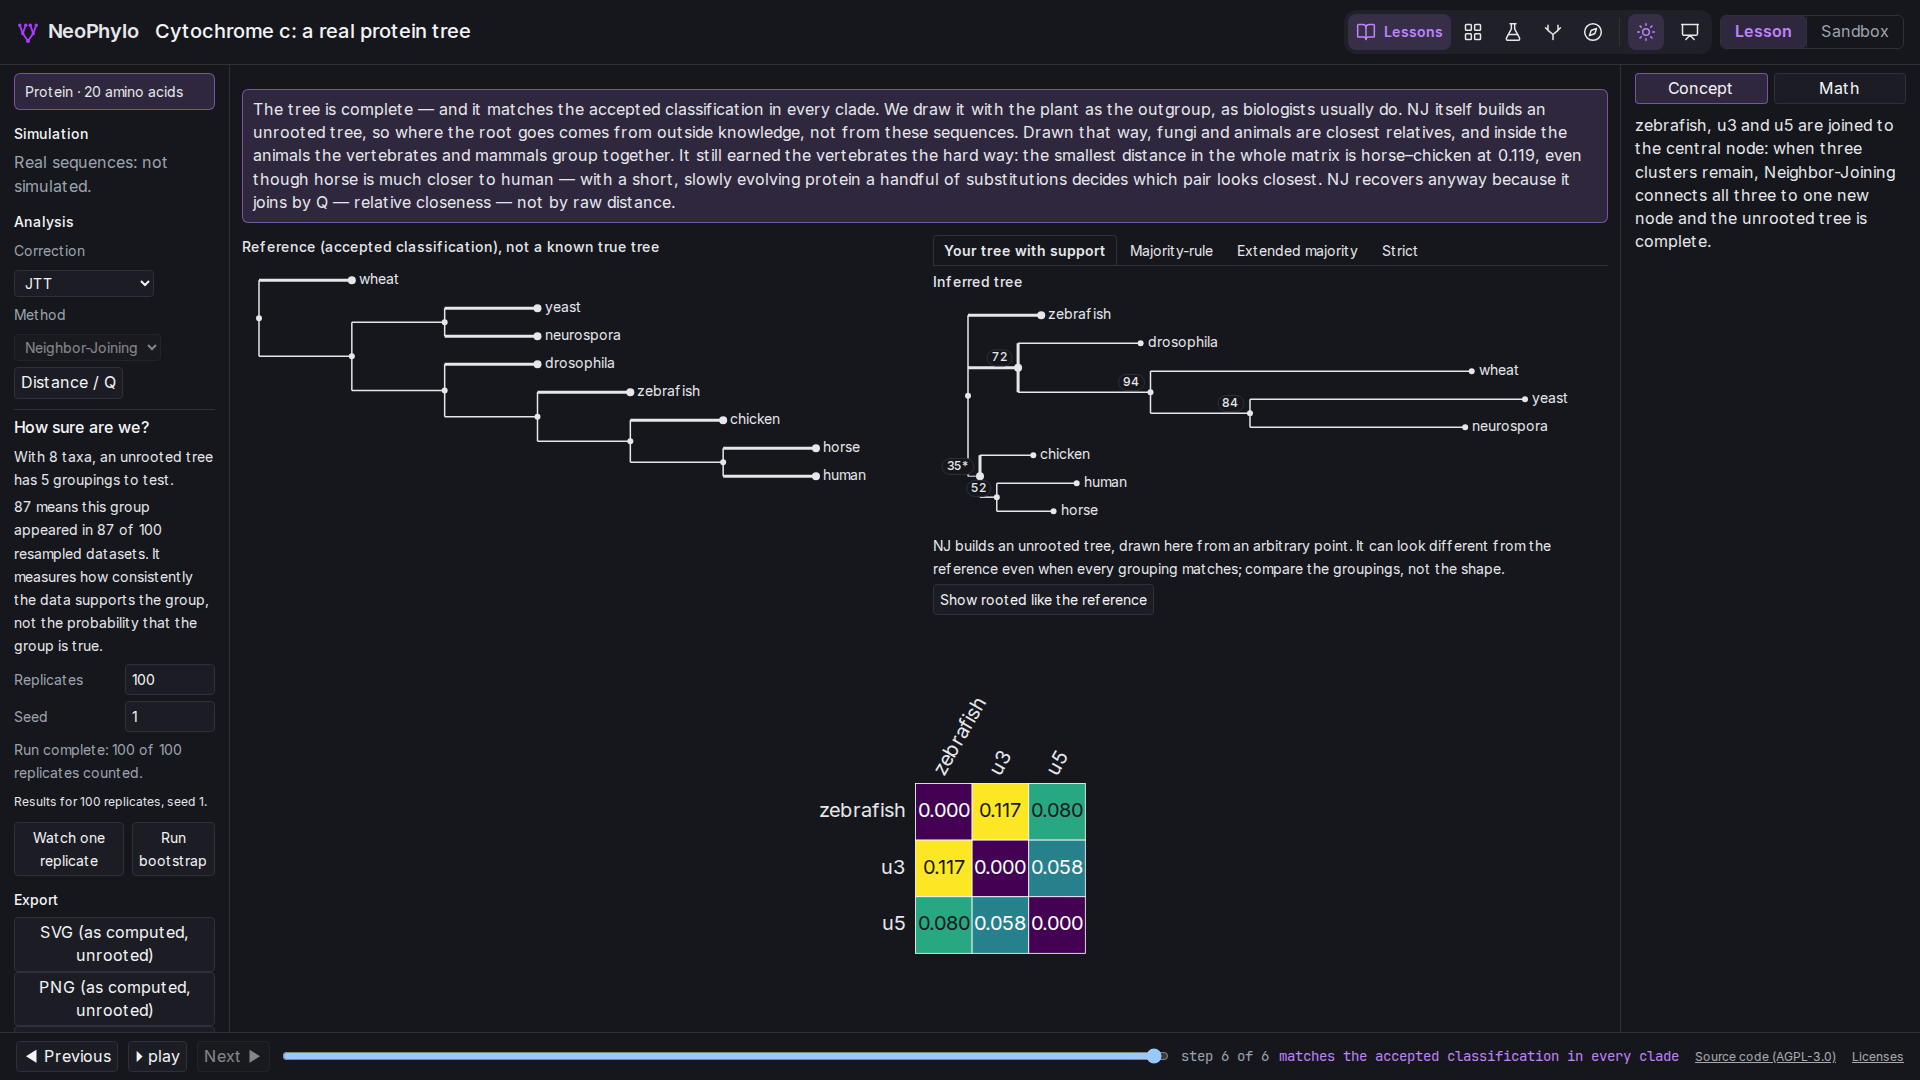 NeoPhylo
Cytochrome c: a real protein tree
Lessons
Lesson
Sandbox
Protein · 20 amino acids
Simulation
Real sequences: not
simulated.
Analysis
Correction
JTT
Method
Neighbor-Joining
Distance / Q
How sure are we?
With 8 taxa, an unrooted tree
has 5 groupings to test.
87 means this group
appeared in 87 of 100
resampled datasets. It
measures how consistently
the data supports the group,
not the probability that the
group is true.
Replicates
100
Seed
1
Run complete: 100 of 100
replicates counted.
Results for 100 replicates, seed 1.
Watch one
replicate
Run
bootstrap
Export
SVG (as computed,
unrooted)
PNG (as computed,
unrooted)
The tree is complete — and it matches the accepted classification in every clade. We draw it with the plant as the outgroup, as biologists usually do. NJ itself builds an
unrooted tree, so where the root goes comes from outside knowledge, not from these sequences. Drawn that way, fungi and animals are closest relatives, and inside the
animals the vertebrates and mammals group together. It still earned the vertebrates the hard way: the smallest distance in the whole matrix is horse–chicken at 0.119, even
though horse is much closer to human — with a short, slowly evolving protein a handful of substitutions decides which pair looks closest. NJ recovers anyway because it
joins by Q — relative closeness — not by raw distance.
Reference (accepted classification), not a known true tree
wheat
yeast
neurospora
drosophila
zebrafish
chicken
horse
human
Your tree with support
Majority-rule
Extended majority
Strict
Inferred tree
zebrafish
drosophila
72
wheat
94
yeast
84
neurospora
chicken
35*
human
52
horse
NJ builds an unrooted tree, drawn here from an arbitrary point. It can look different from the
reference even when every grouping matches; compare the groupings, not the shape.
Show rooted like the reference
zebrafish
u3
u5
zebrafish 0.000 0.117 0.080
u3 0.117 0.000 0.058
u5 0.080 0.058 0.000
Concept
Math
zebrafish, u3 and u5 are joined to
the central node: when three
clusters remain, Neighbor-Joining
connects all three to one new
node and the unrooted tree is
complete.
Previous
play
Next
step 6 of 6
matches the accepted classification in every clade
Source code (AGPL-3.0)
Licenses